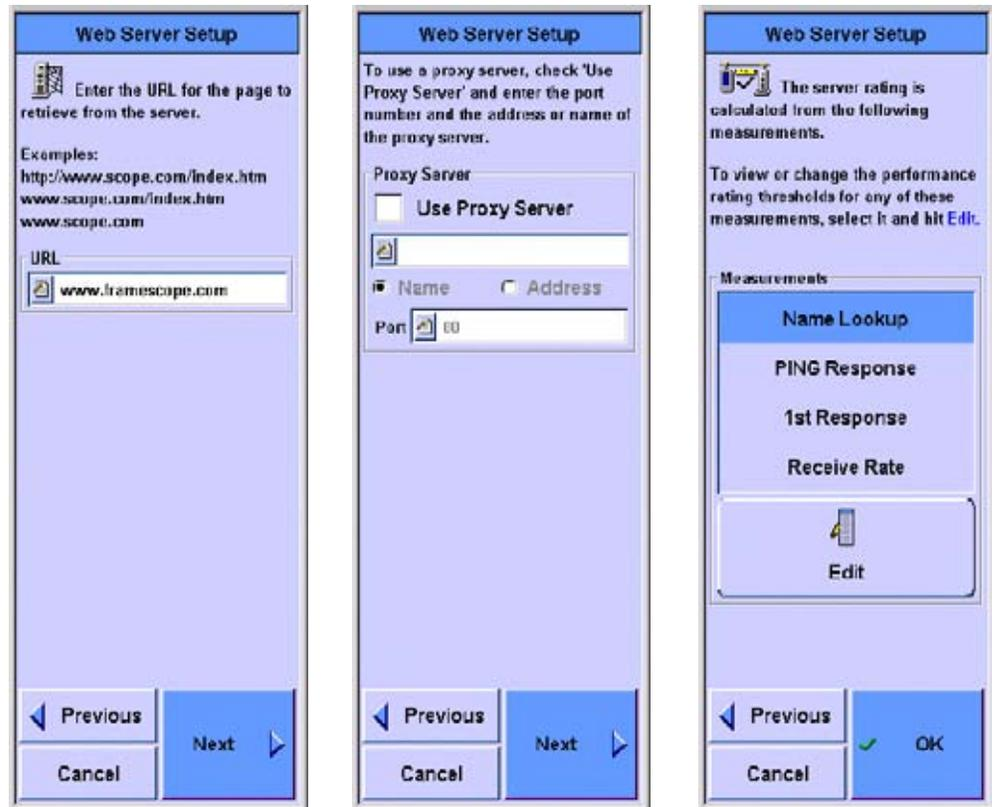 Web Server Setup
Enter the URL for the page to
retrieve from the server.
Examples:
http://www.scope.com/index.htm
www.scope.com/index.htm
www.scope.com
URL
www.framescope.com
Previous
Next
Cancel
Web Server Setup
To use a proxy server, check 'Use
Proxy Server' and enter the port
number and the address or name of
the proxy server.
Proxy Server
Use Proxy Server
Name Address
Port 80
Previous
Next
Cancel
Web Server Setup
The server rating is
calculated from the following
measurements.
To view or change the performance
rating thresholds for any of these
measurements, select it and hit Edit.
Measurements
Name Lookup
PING Response
1st Response
Receive Rate
Edit
Previous
OK
Cancel